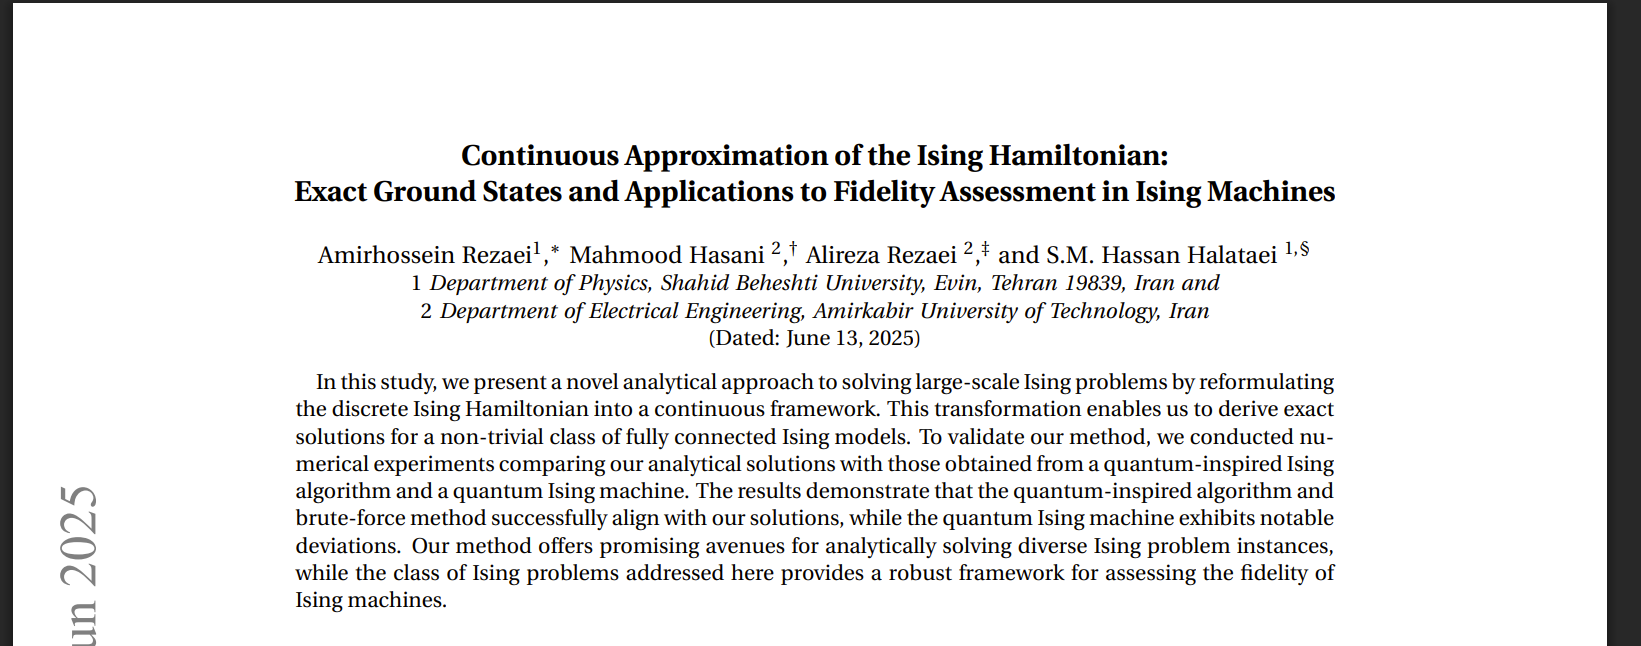 Continuous Approximation of the Ising Hamiltonian:
Exact Ground States and Applications to Fidelity Assessment in Ising Machines
Amirhossein Rezaei¹,* Mahmood Hasani ²,† Alireza Rezaei ²,‡ and S.M. Hassan Halataei ¹,§
1 Department of Physics, Shahid Beheshti University, Evin, Tehran 19839, Iran and
2 Department of Electrical Engineering, Amirkabir University of Technology, Iran
(Dated: June 13, 2025)
In this study, we present a novel analytical approach to solving large-scale Ising problems by reformulating
the discrete Ising Hamiltonian into a continuous framework. This transformation enables us to derive exact
solutions for a non-trivial class of fully connected Ising models. To validate our method, we conducted nu-
merical experiments comparing our analytical solutions with those obtained from a quantum-inspired Ising
algorithm and a quantum Ising machine. The results demonstrate that the quantum-inspired algorithm and
brute-force method successfully align with our solutions, while the quantum Ising machine exhibits notable
deviations. Our method offers promising avenues for analytically solving diverse Ising problem instances,
while the class of Ising problems addressed here provides a robust framework for assessing the fidelity of
Ising machines.
un 2025